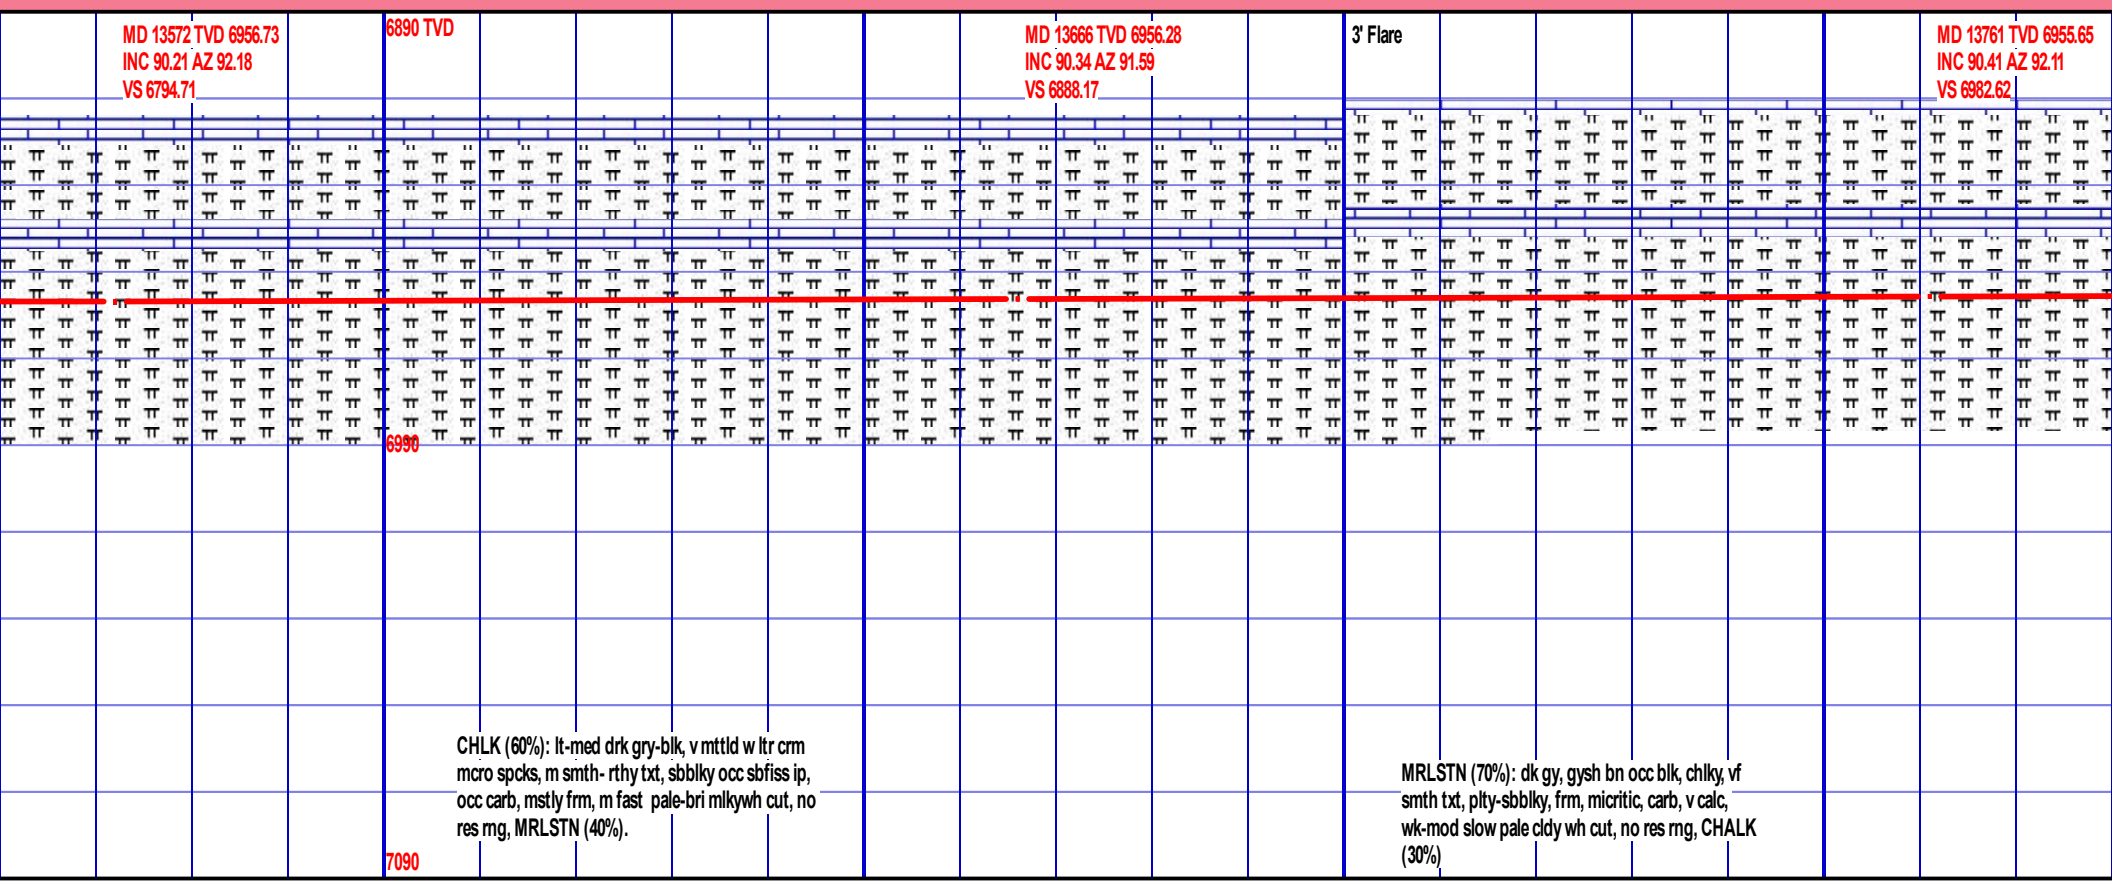 MD 13572 TVD 6956.73
INC 90.21 AZ 92.18
VS 6794.71
6890 TVD
MD 13666 TVD 6956.28
INC 90.34 AZ 91.59
VS 6888.17
3' Flare
MD 13761 TVD 6955.65
INC 90.41 AZ 92.11
VS 6982.62
6990
CHLK (60%): lt-med drk gry-blk, v mttld w ltr crm
mcro spcks, m smth- rthy txt, sbblky occ sbfiss ip,
occ carb, mstly frm, m fast pale-bri mlkywh cut, no
res rng, MRLSTN (40%).
MRLSTN (70%): dk gy, gysh bn occ blk, chlky, vf
smth txt, plty-sbblky, frm, micritic, carb, v calc,
wk-mod slow pale cldy wh cut, no res rng, CHALK
(30%)
7090